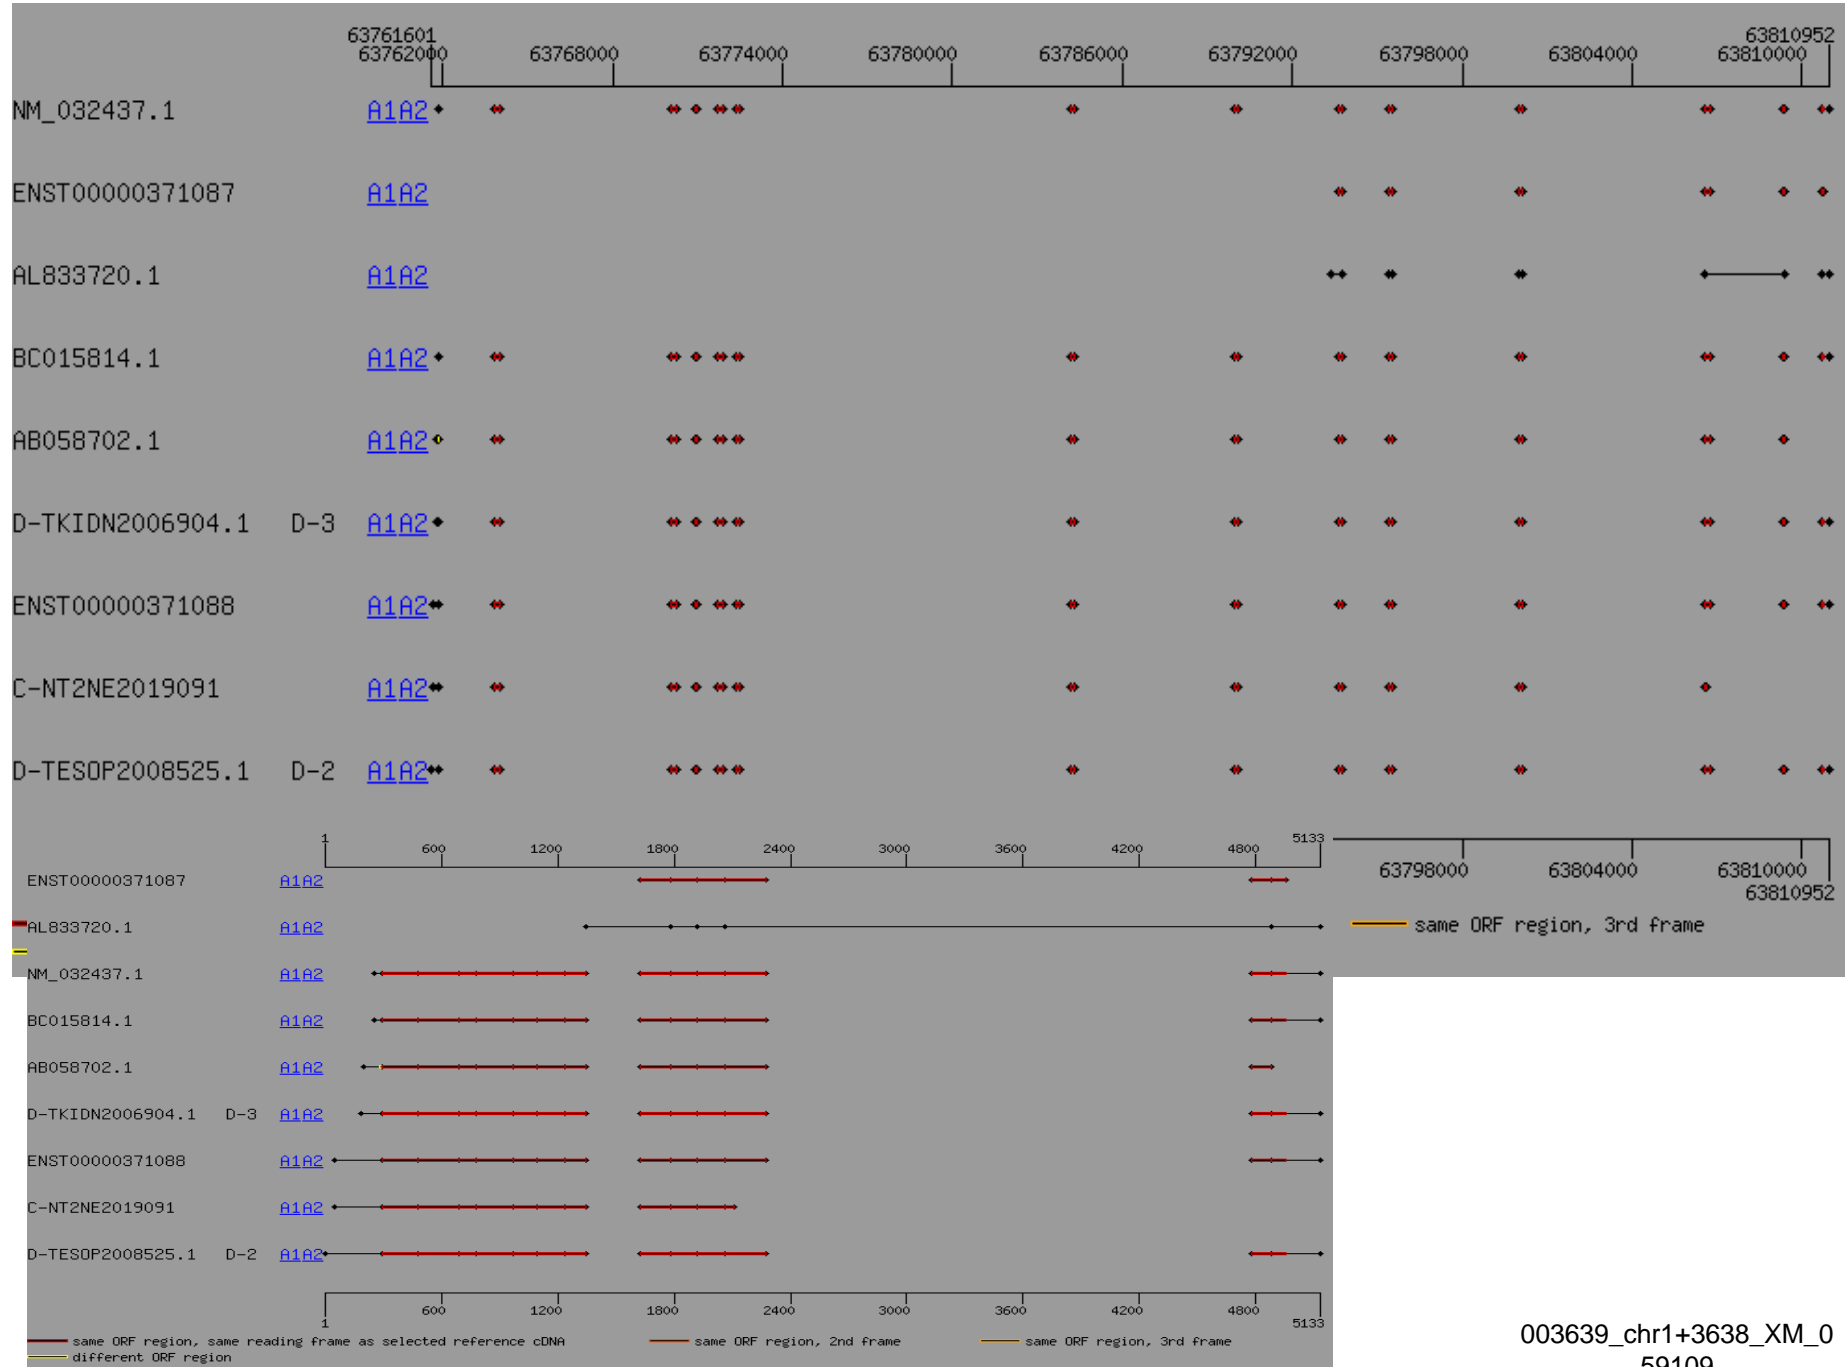 63761601 63810952
63762000 63768000 63774000 63780000 63786000 63792000 63798000 63804000 63810000
NM_032437.1 A1A2
ENST00000371087 A1A2
AL833720.1 A1A2
BC015814.1 A1A2
AB058702.1 A1A2
D-TKIDN2006904.1 D-3 A1A2
ENST00000371088 A1A2
C-NT2NE2019091 A1A2
D-TESOP2008525.1 D-2 A1A2
63798000 63804000 63810000
63810952
same ORF region, 3rd frame
1 5133
600 1200 1800 2400 3000 3600 4200 4800
ENST00000371087 A1A2
AL833720.1 A1A2
NM_032437.1 A1A2
BC015814.1 A1A2
AB058702.1 A1A2
D-TKIDN2006904.1 D-3 A1A2
ENST00000371088 A1A2
C-NT2NE2019091 A1A2
D-TESOP2008525.1 D-2 A1A2
600 1200 1800 2400 3000 3600 4200 4800
1 5133
same ORF region, same reading frame as selected reference cDNA same ORF region, 2nd frame same ORF region, 3rd frame
different ORF region
003639_chr1+3638_XM_0
59109